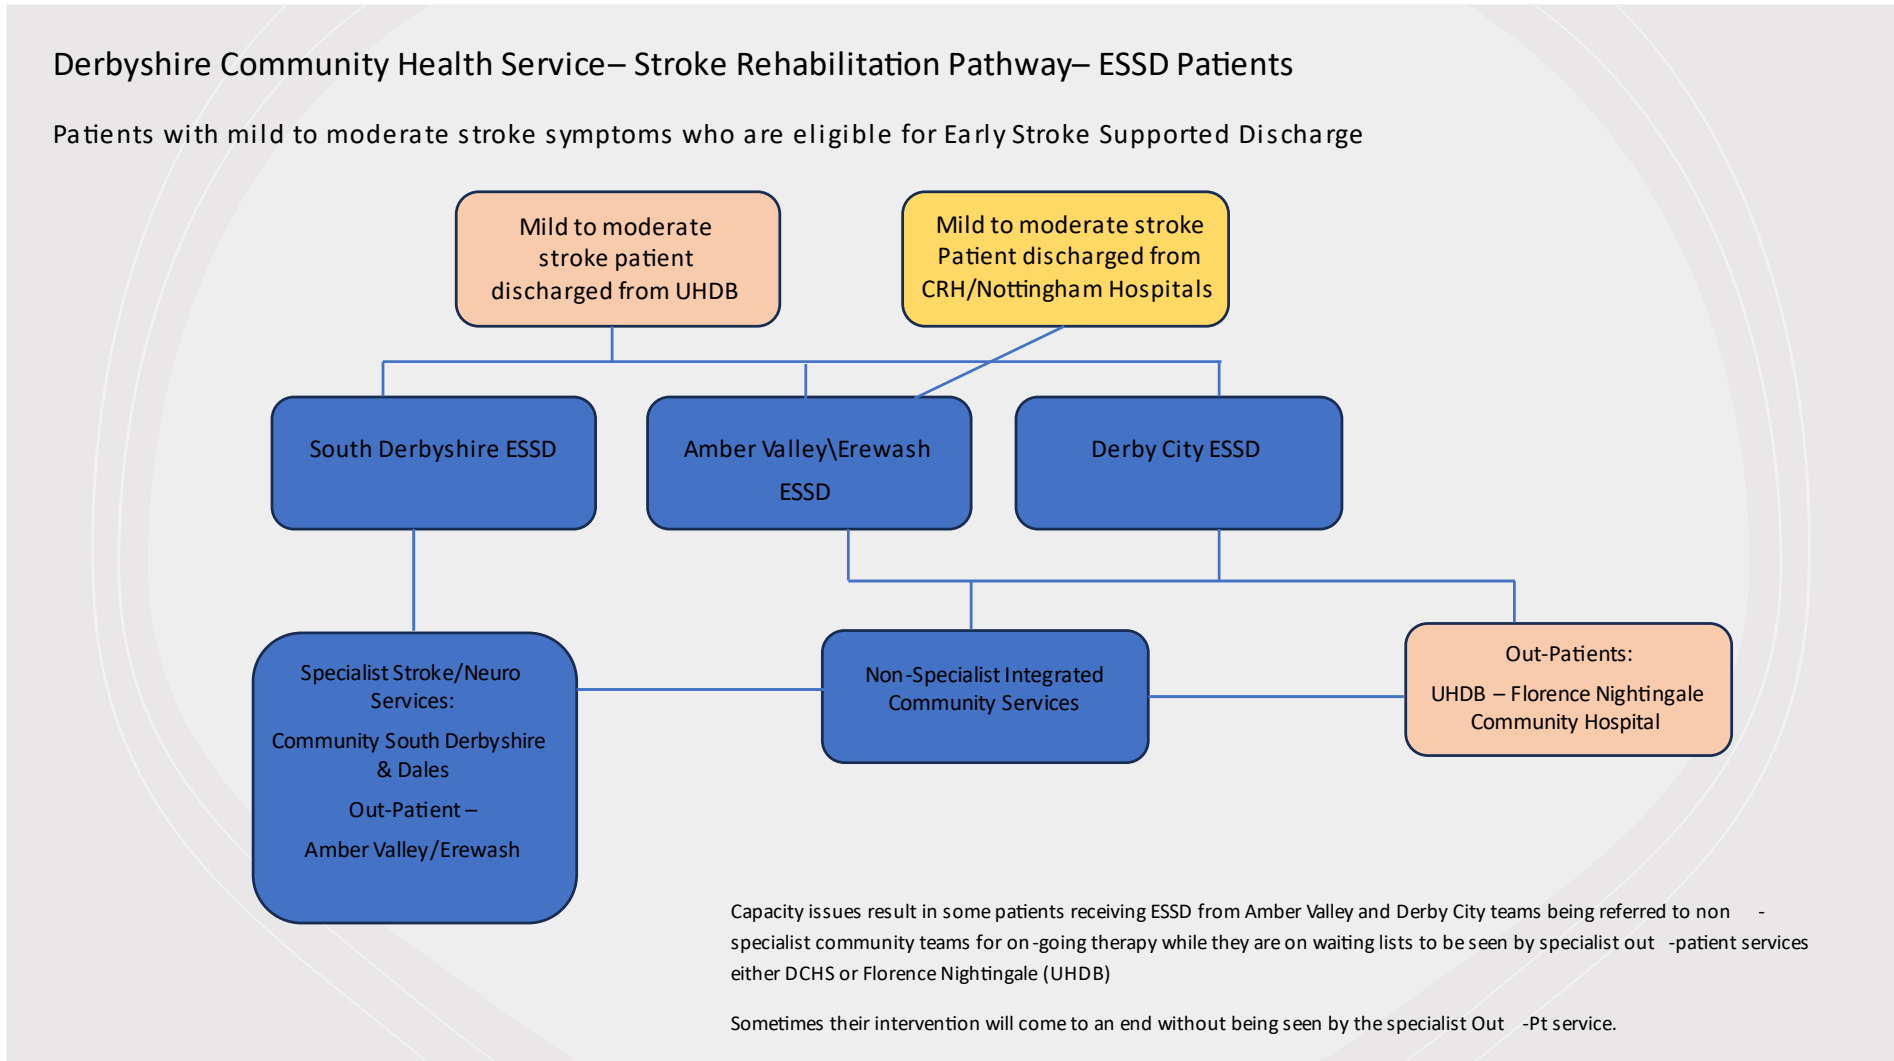 Derbyshire Community Health Service– Stroke Rehabilitation Pathway– ESSD Patients
Patients with mild to moderate stroke symptoms who are eligible for Early Stroke Supported Discharge
Mild to moderate
stroke patient
discharged from UHDB
Mild to moderate stroke
Patient discharged from
CRH/Nottingham Hospitals
South Derbyshire ESSD
Amber Valley\Erewash
ESSD
Derby City ESSD
Specialist Stroke/Neuro
Services:
Community South Derbyshire
& Dales
Out-Patient –
Amber Valley/Erewash
Non-Specialist Integrated
Community Services
Out-Patients:
UHDB – Florence Nightingale
Community Hospital
Capacity issues result in some patients receiving ESSD from Amber Valley and Derby City teams being referred to non -
specialist community teams for on-going therapy while they are on waiting lists to be seen by specialist out -patient services
either DCHS or Florence Nightingale (UHDB)
Sometimes their intervention will come to an end without being seen by the specialist Out -Pt service.